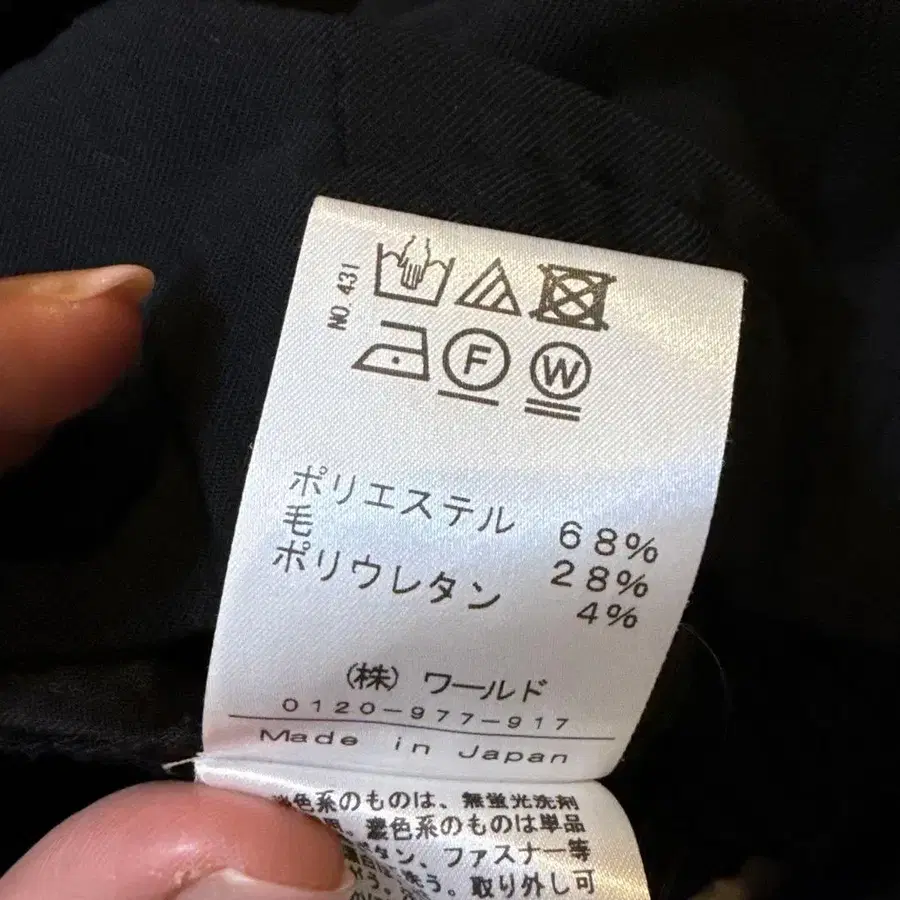 NO. 431
F W
ポリエステル 68%
毛 28%
ポリウレタン 4%
(株) ワールド
0120-977-917
Made in Japan
色系のものは、無蛍光洗剤
濃色系のものは単品
タン、ファスナー等
洗う。取り外し可